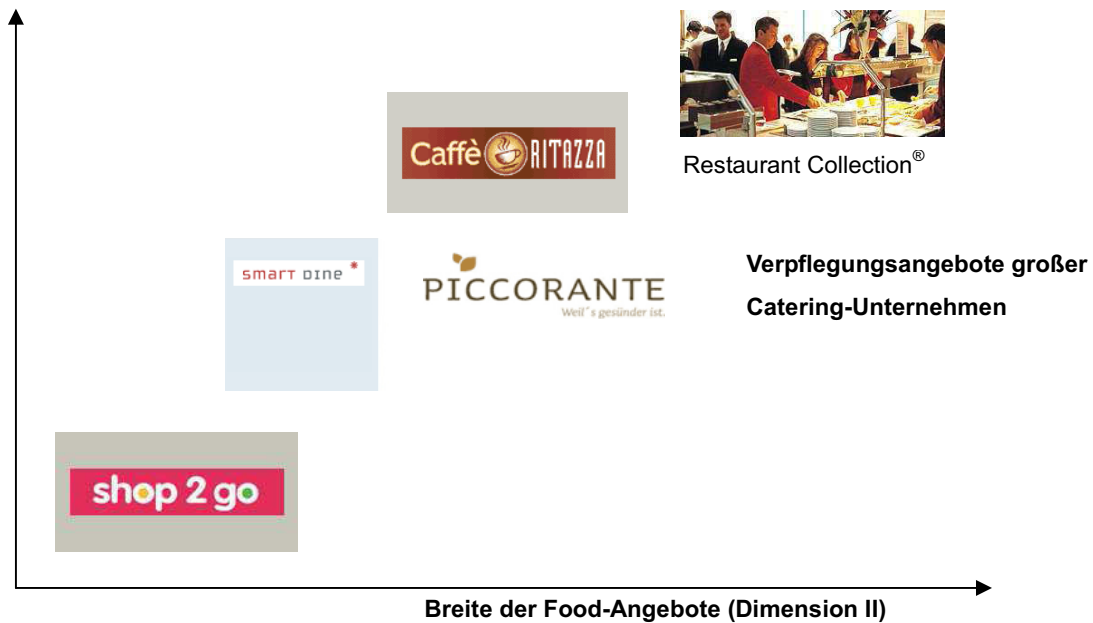 Caffè RITAZZA
Restaurant Collection®
smart dine *
PICCORANTE
Weil´s gesünder ist.
Verpflegungsangebote großer
Catering-Unternehmen
shop 2 go
Breite der Food-Angebote (Dimension II)